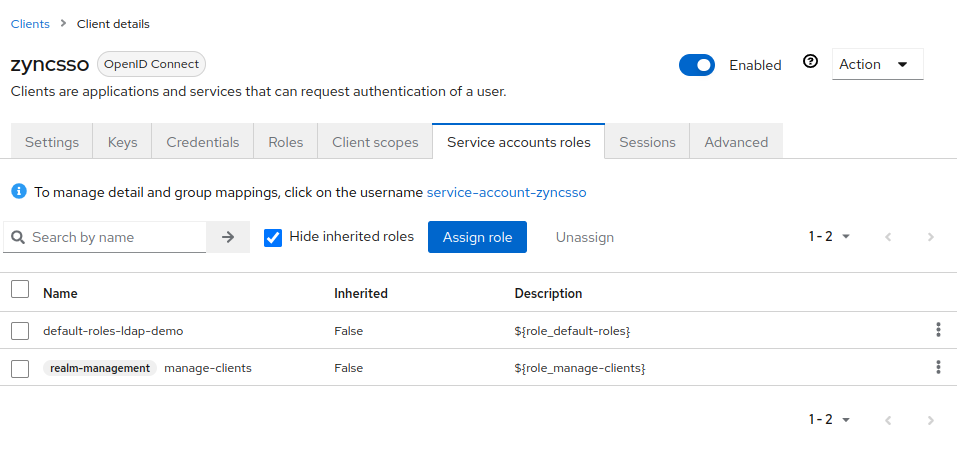 Clients > Client details
zyncsso OpenID Connect Enabled Action
Clients are applications and services that can request authentication of a user.
Settings Keys Credentials Roles Client scopes Service accounts roles Sessions Advanced
To manage detail and group mappings, click on the username service-account-zyncsso
Search by name Hide inherited roles Assign role Unassign 1 - 2
Name Inherited Description
default-roles-ldap-demo False ${role_default-roles}
realm-management manage-clients False ${role_manage-clients}
1 - 2